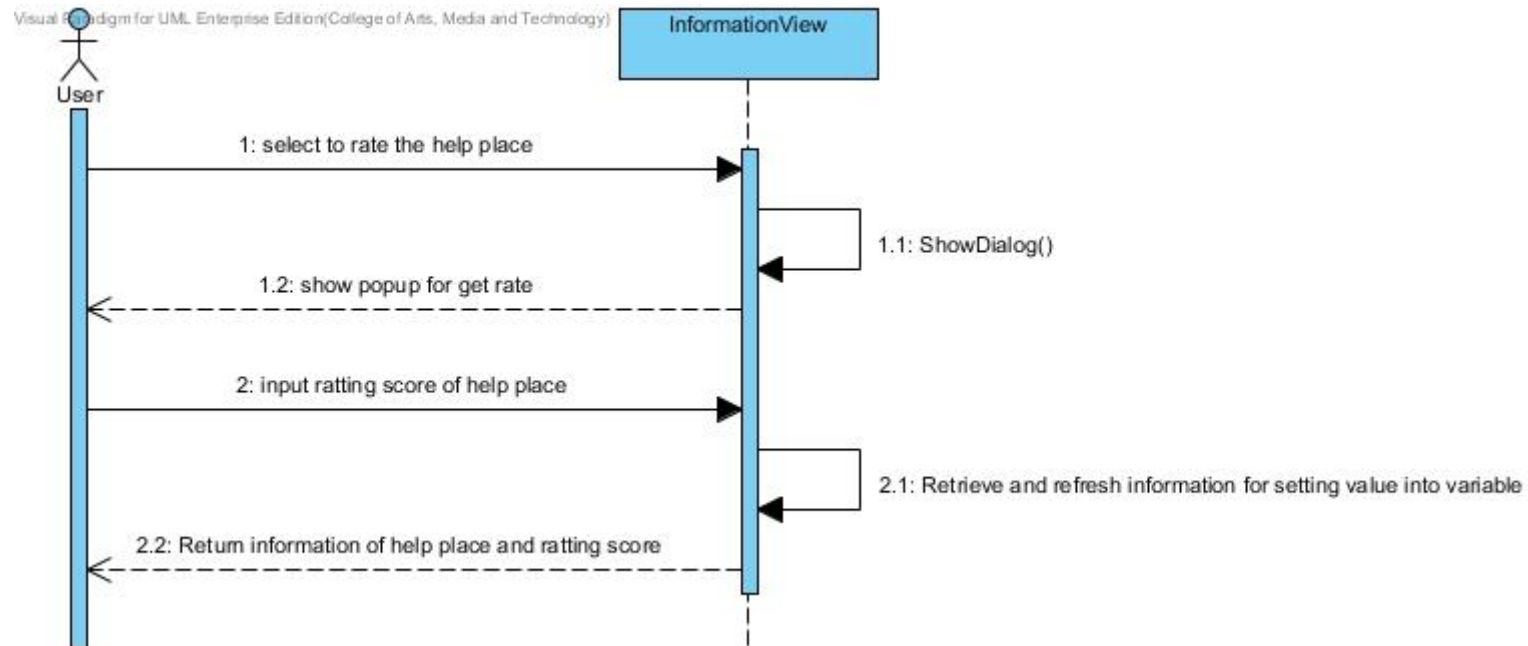 Visual Paradigm for UML Enterprise Edition(College of Arts, Media and Technology)
InformationView
User
1: select to rate the help place
1.1: ShowDialog()
1.2: show popup for get rate
2: input ratting score of help place
2.1: Retrieve and refresh information for setting value into variable
2.2: Return information of help place and ratting score